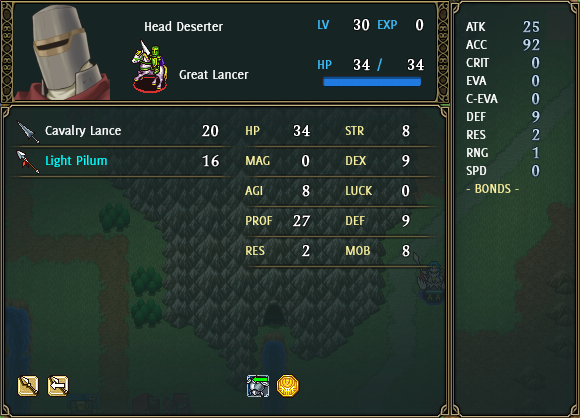 Head Deserter
LV 30 EXP 0
Great Lancer
HP 34 / 34
Cavalry Lance 20
Light Pilum 16
HP 34 STR 8
MAG 0 DEX 9
AGI 8 LUCK 0
PROF 27 DEF 9
RES 2 MOB 8
ATK 25
ACC 92
CRIT 0
EVA 0
C-EVA 0
DEF 9
RES 2
RNG 1
SPD 0
- BONDS -